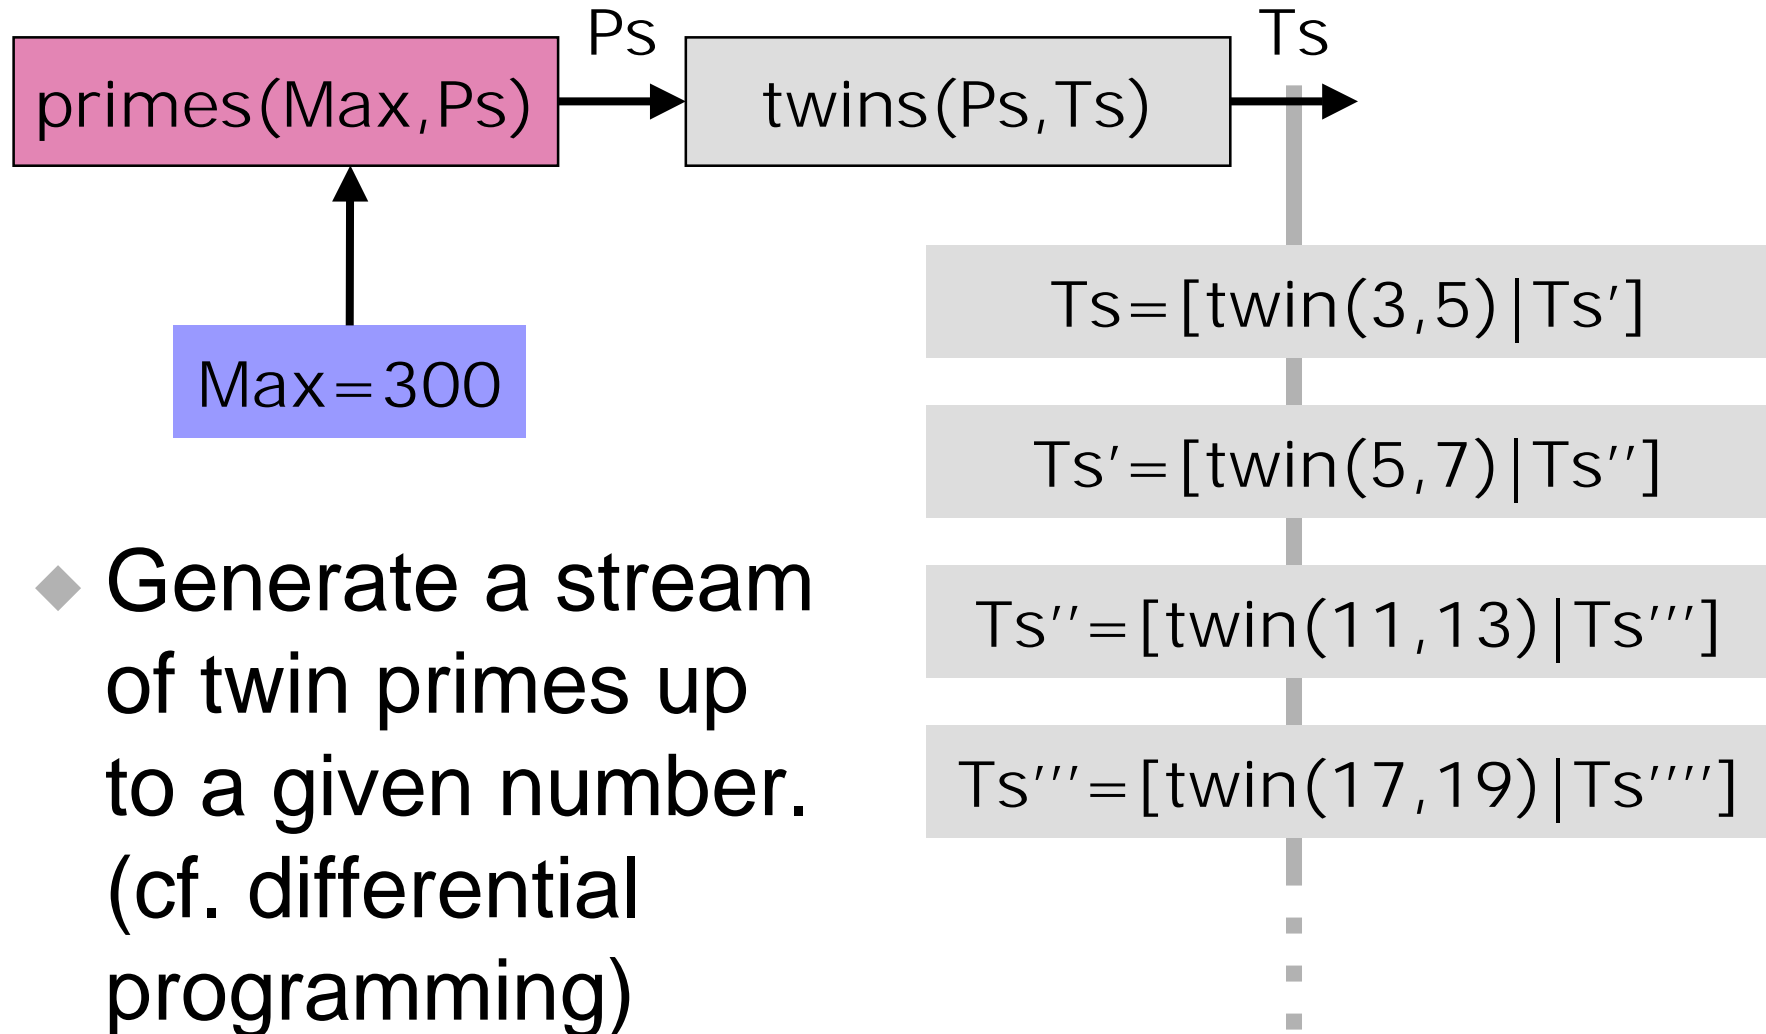 Ps
Ts
primes(Max,Ps)
twins(Ps,Ts)
Max=300
Ts=[twin(3,5)|Ts']
Ts'=[twin(5,7)|Ts'']
Ts''=[twin(11,13)|Ts''']
Ts'''=[twin(17,19)|Ts'''']
Generate a stream
of twin primes up
to a given number.
(cf. differential
programming)